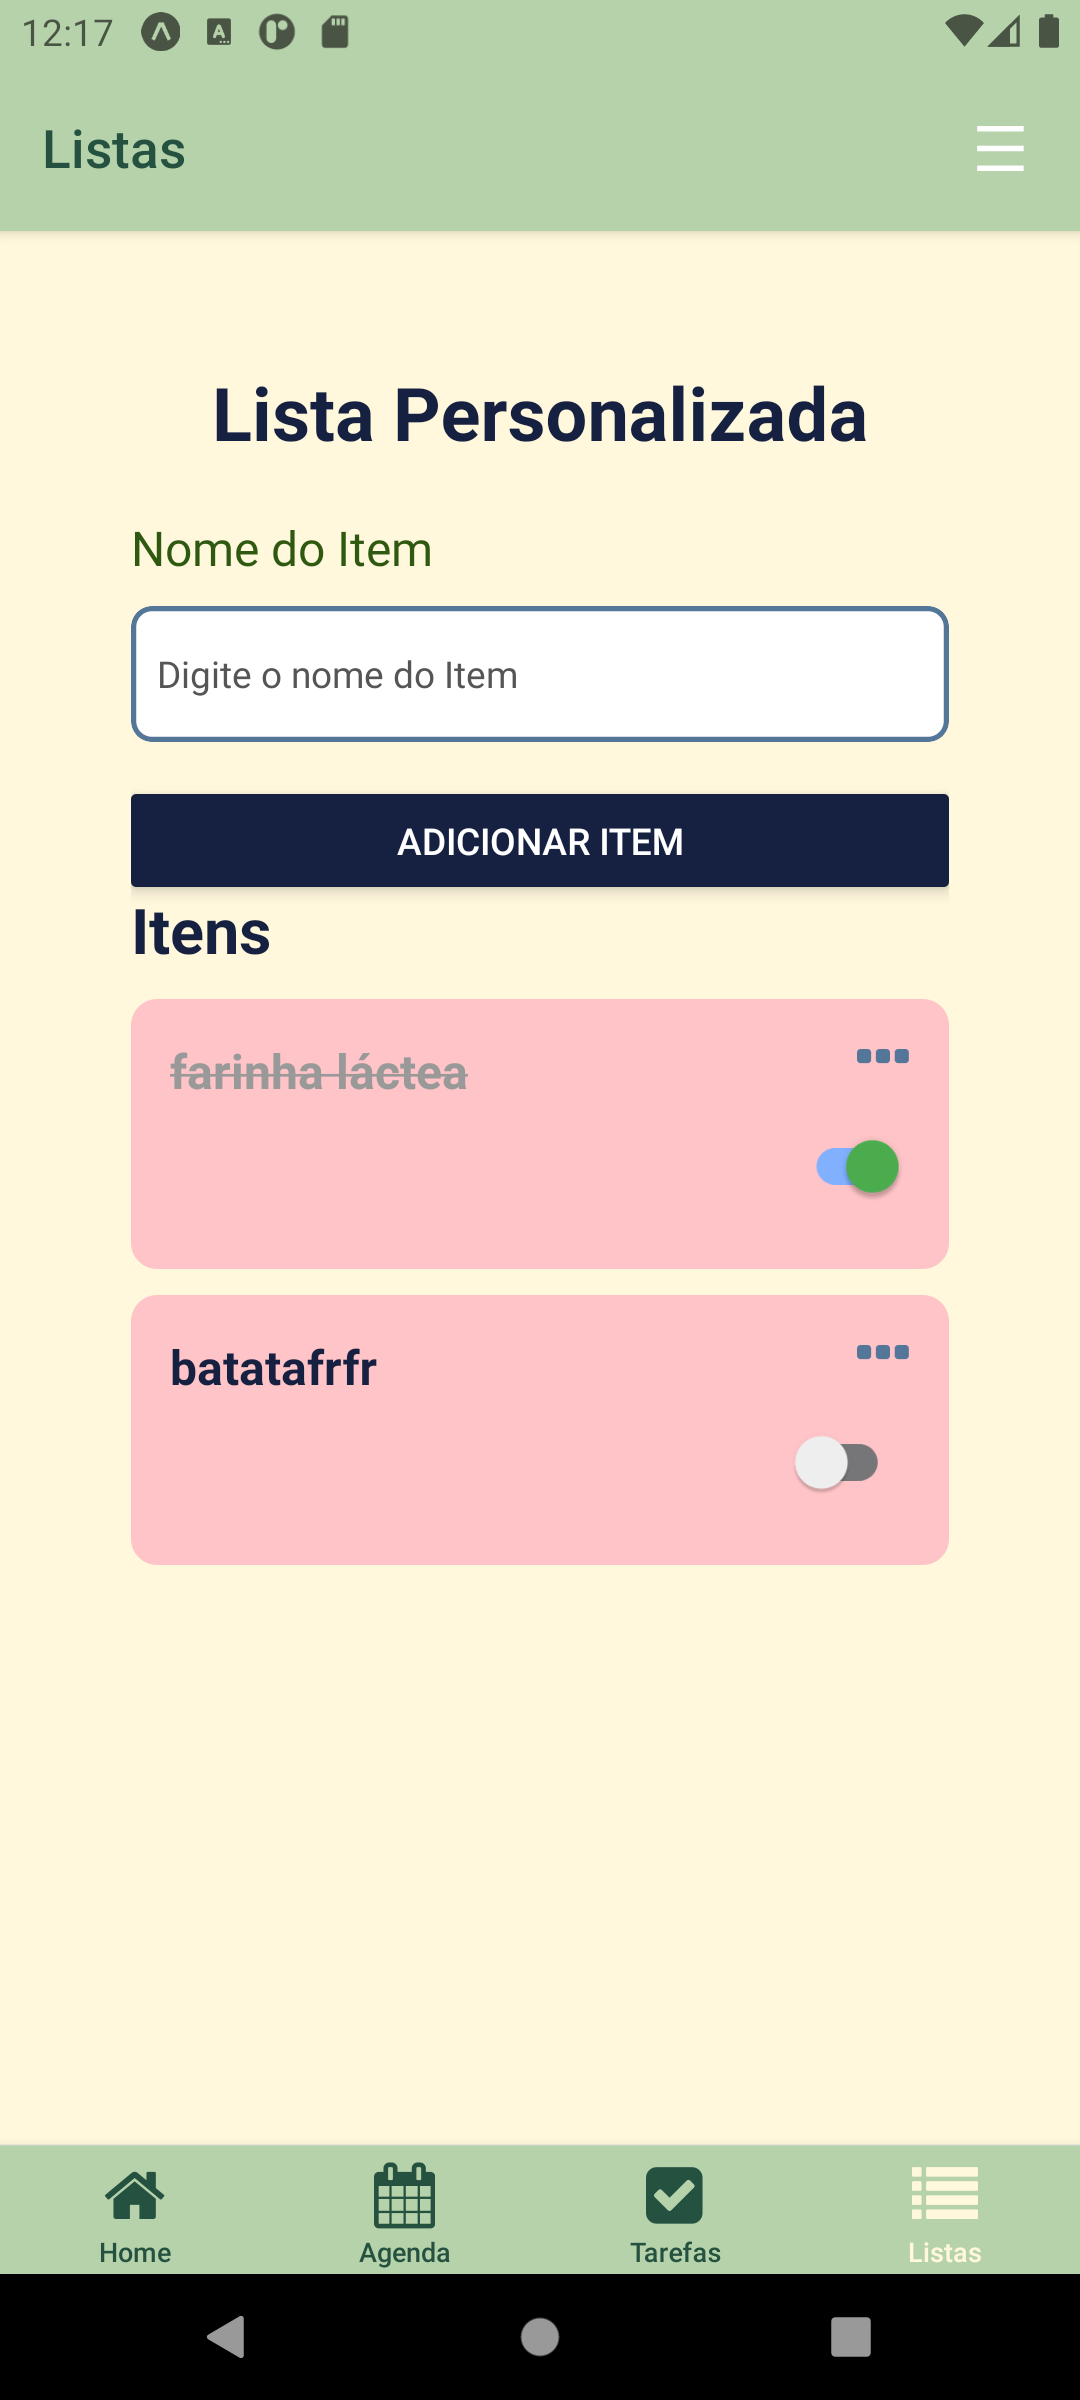 12:17
Listas
Lista Personalizada
Nome do Item
Digite o nome do Item
ADICIONAR ITEM
Itens
farinha láctea
batatafrfr
Home
Agenda
Tarefas
Listas